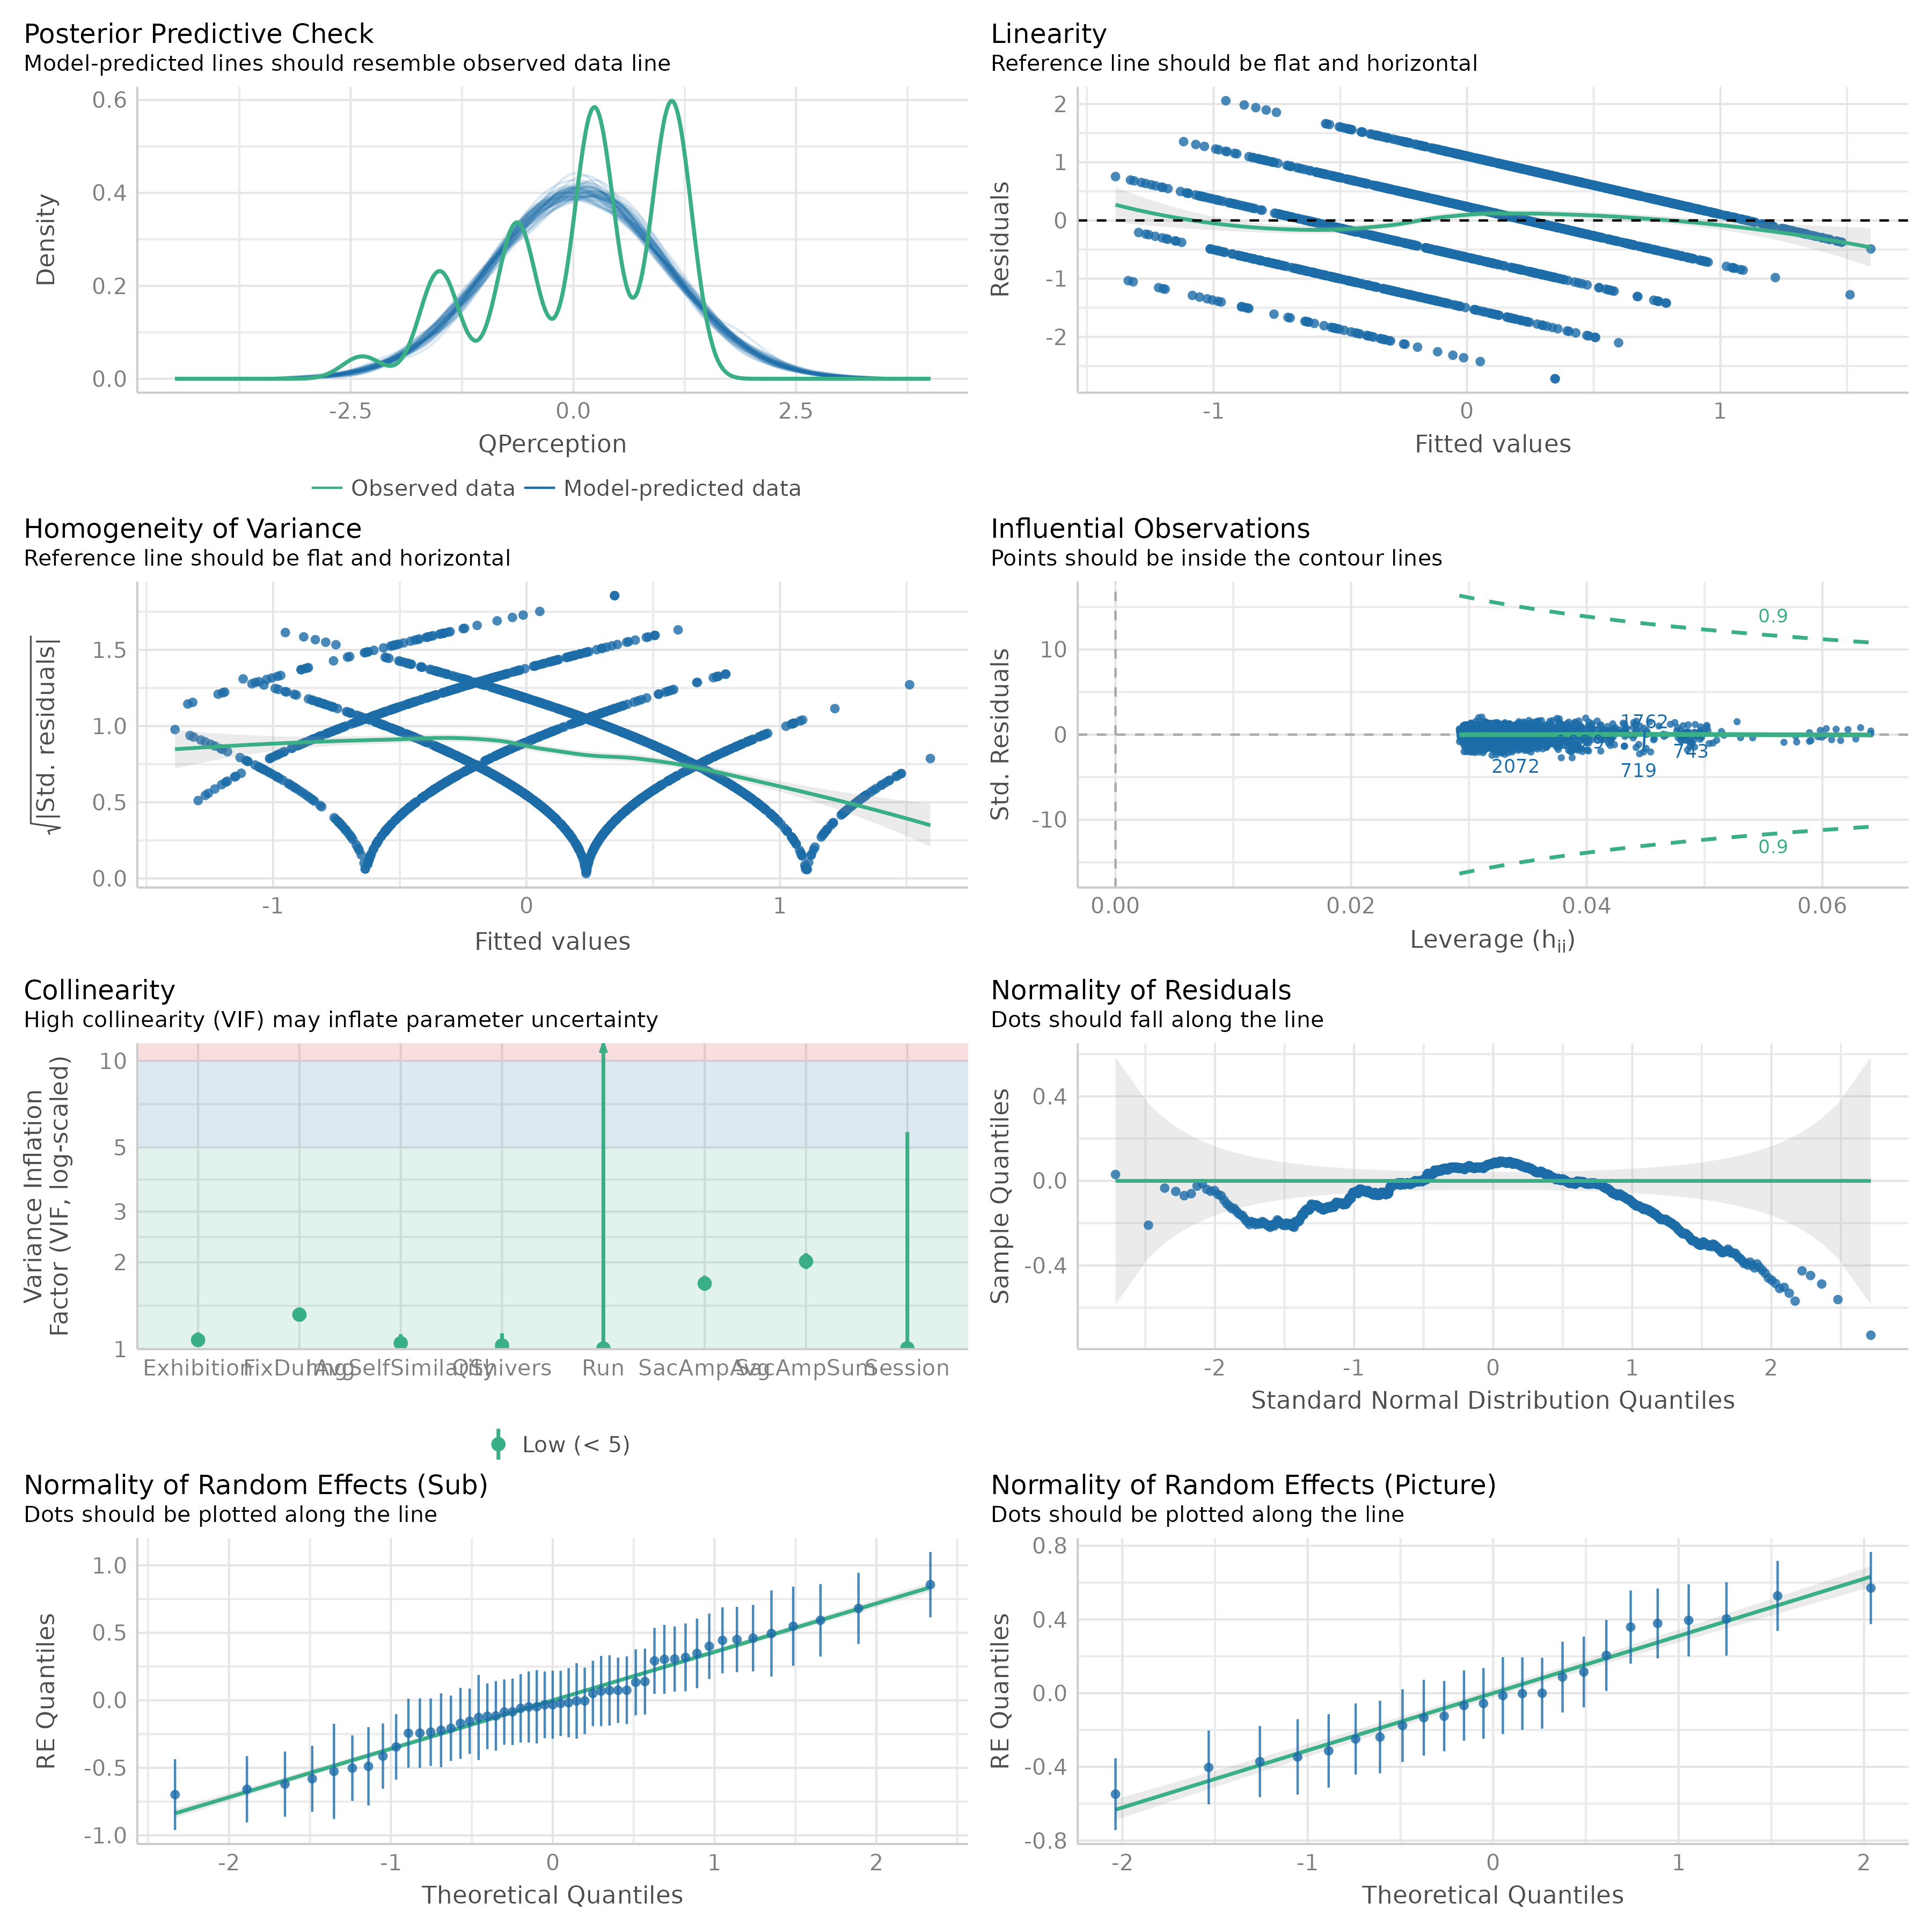 Posterior Predictive Check
Model-predicted lines should resemble observed data line
0.6
0.4
0.2
0.0
Density
-2.5 0.0 2.5
QPerception
Observed data Model-predicted data
Linearity
Reference line should be flat and horizontal
2
1
0
-1
-2
Residuals
-1 0 1
Fitted values
Homogeneity of Variance
Reference line should be flat and horizontal
1.5
1.0
0.5
0.0
√|Std. residuals|
-1 0 1
Fitted values
Influential Observations
Points should be inside the contour lines
10
0
-10
Std. Residuals
0.9
1762
743
2072
719
0.9
0.00 0.02 0.04 0.06
Leverage (hii)
Collinearity
High collinearity (VIF) may inflate parameter uncertainty
10
5
3
2
1
Variance Inflation
Factor (VIF, log-scaled)
Exhibition Run Session
Low (< 5)
Normality of Residuals
Dots should fall along the line
0.4
0.0
-0.4
Sample Quantiles
-2 -1 0 1 2
Standard Normal Distribution Quantiles
Normality of Random Effects (Sub)
Dots should be plotted along the line
1.0
0.5
0.0
-0.5
-1.0
RE Quantiles
-2 -1 0 1 2
Theoretical Quantiles
Normality of Random Effects (Picture)
Dots should be plotted along the line
0.8
0.4
0.0
-0.4
-0.8
RE Quantiles
-2 -1 0 1 2
Theoretical Quantiles